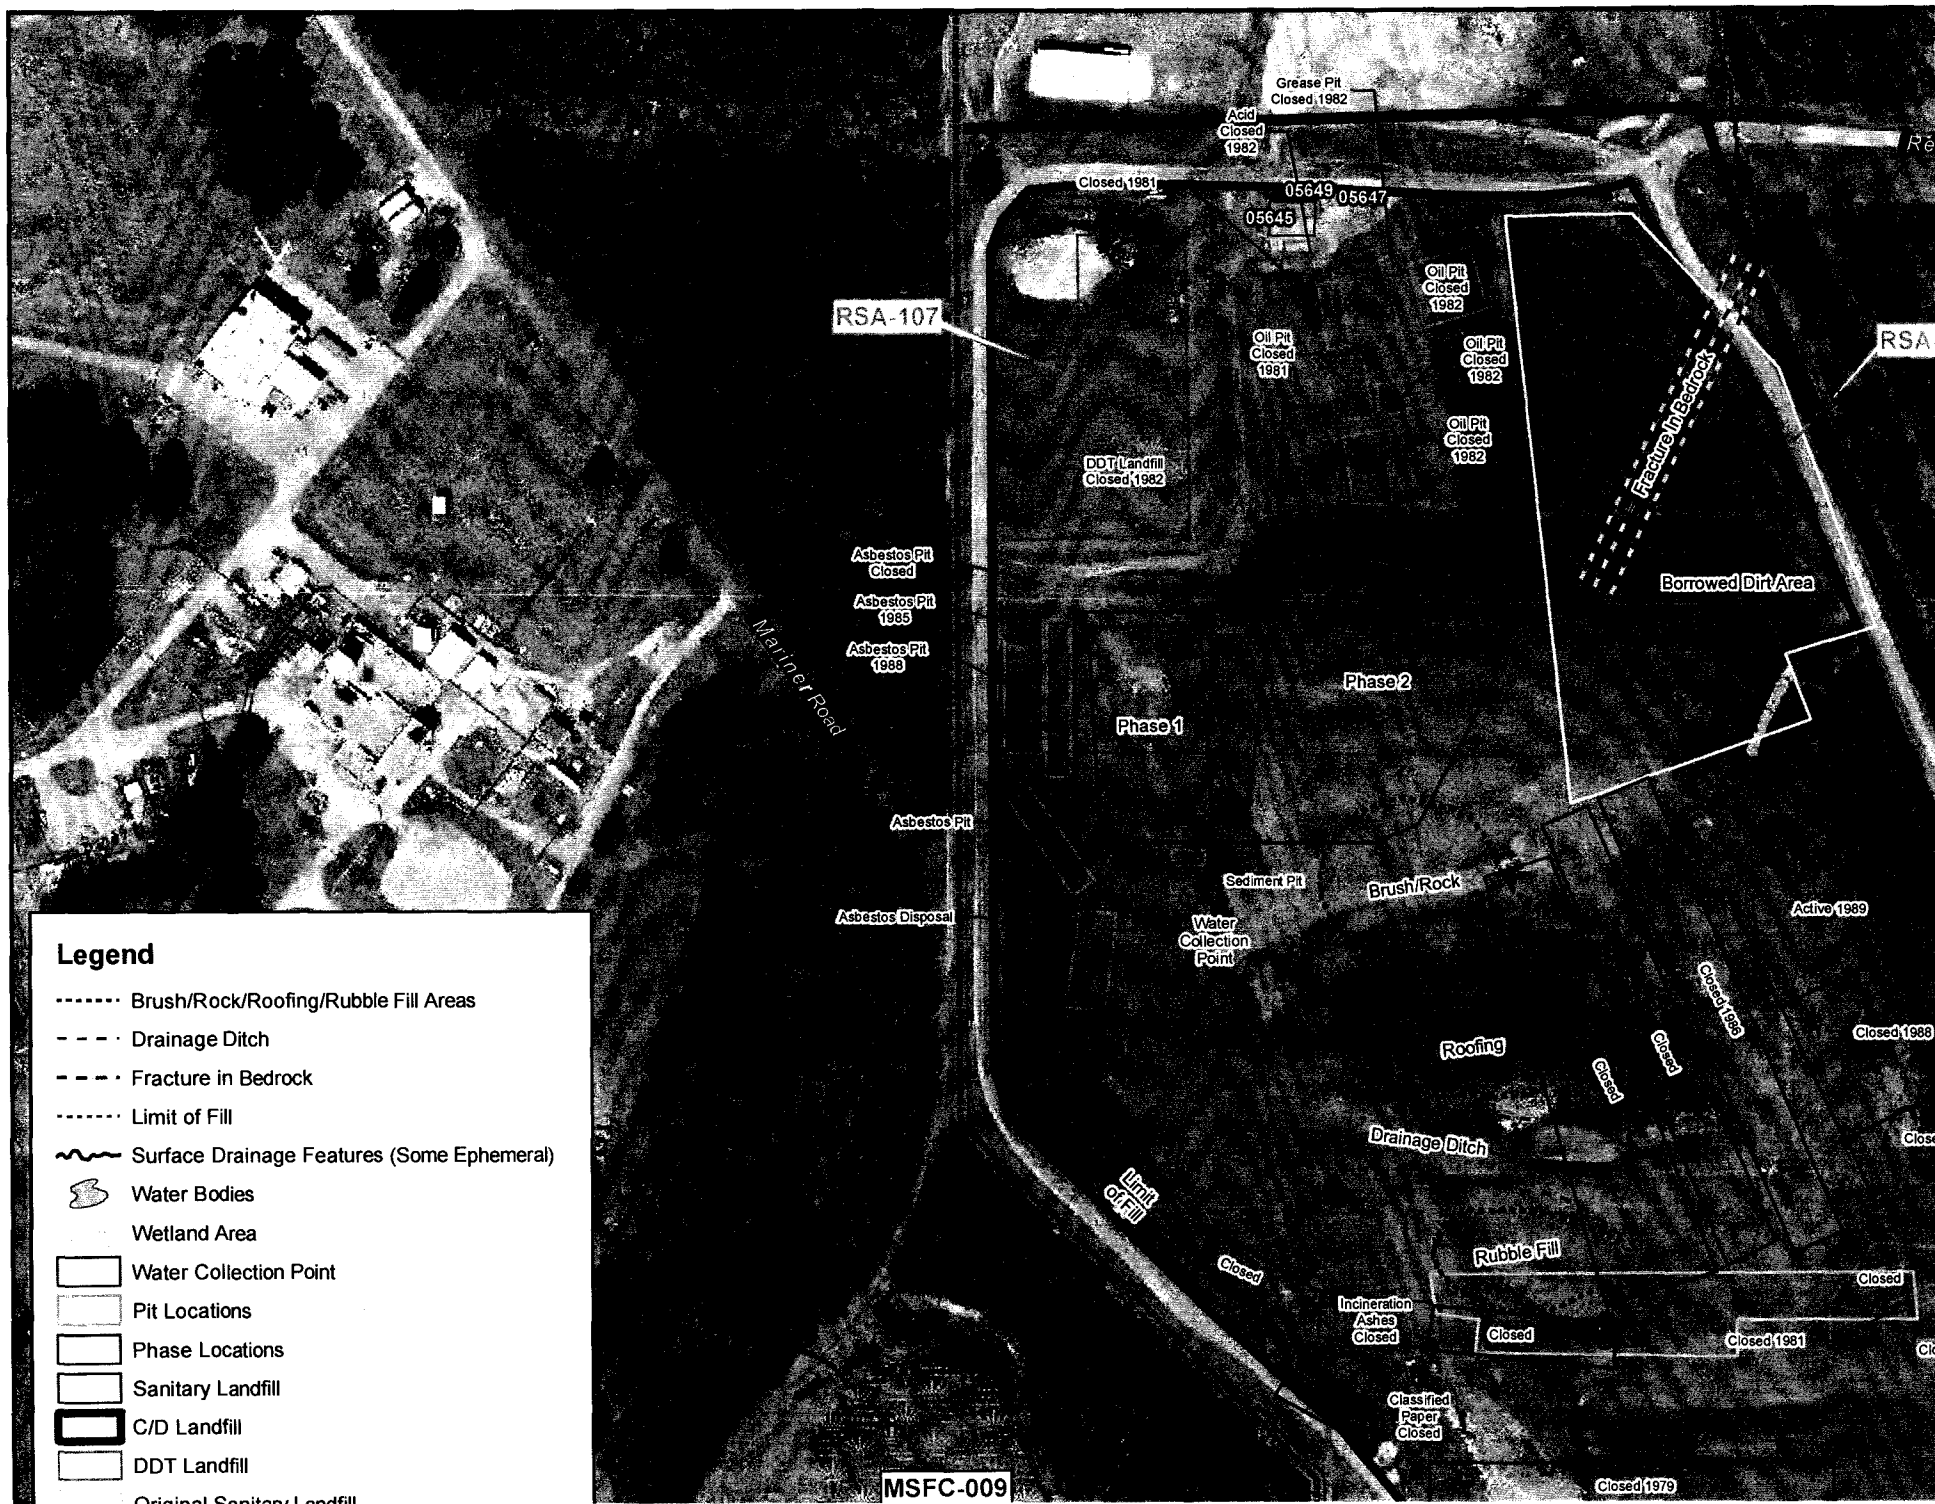 Grease Pit
Closed 1982
Acid
Closed
1982
Closed 1981
05649
05647
05645
Oil Pit
Closed
1982
RSA-107
RSA-
Oil Pit
Closed
1981
Oil Pit
Closed
1982
Fracture In Bedrock
Oil Pit
Closed
1982
DDT Landfill
Closed 1982
Asbestos Pit
Closed
Borrowed Dirt Area
Asbestos Pit
1985
Asbestos Pit
1988
Mariner Road
Phase 2
Phase 1
Asbestos Pit
Sediment Pit
Brush/Rock
Asbestos Disposal
Active 1989
Water
Collection
Point
Closed 1986
Closed 1988
Roofing
Closed
Closed
Drainage Ditch
Limit
of Fill
Rubble Fill
Closed
Closed
Incineration
Ashes
Closed
Closed
Closed 1981
Classified
Paper
Closed
Closed 1979
MSFC-009
Legend
Brush/Rock/Roofing/Rubble Fill Areas
Drainage Ditch
Fracture in Bedrock
Limit of Fill
Surface Drainage Features (Some Ephemeral)
Water Bodies
Wetland Area
Water Collection Point
Pit Locations
Phase Locations
Sanitary Landfill
C/D Landfill
DDT Landfill
Original Sanitary Landfill